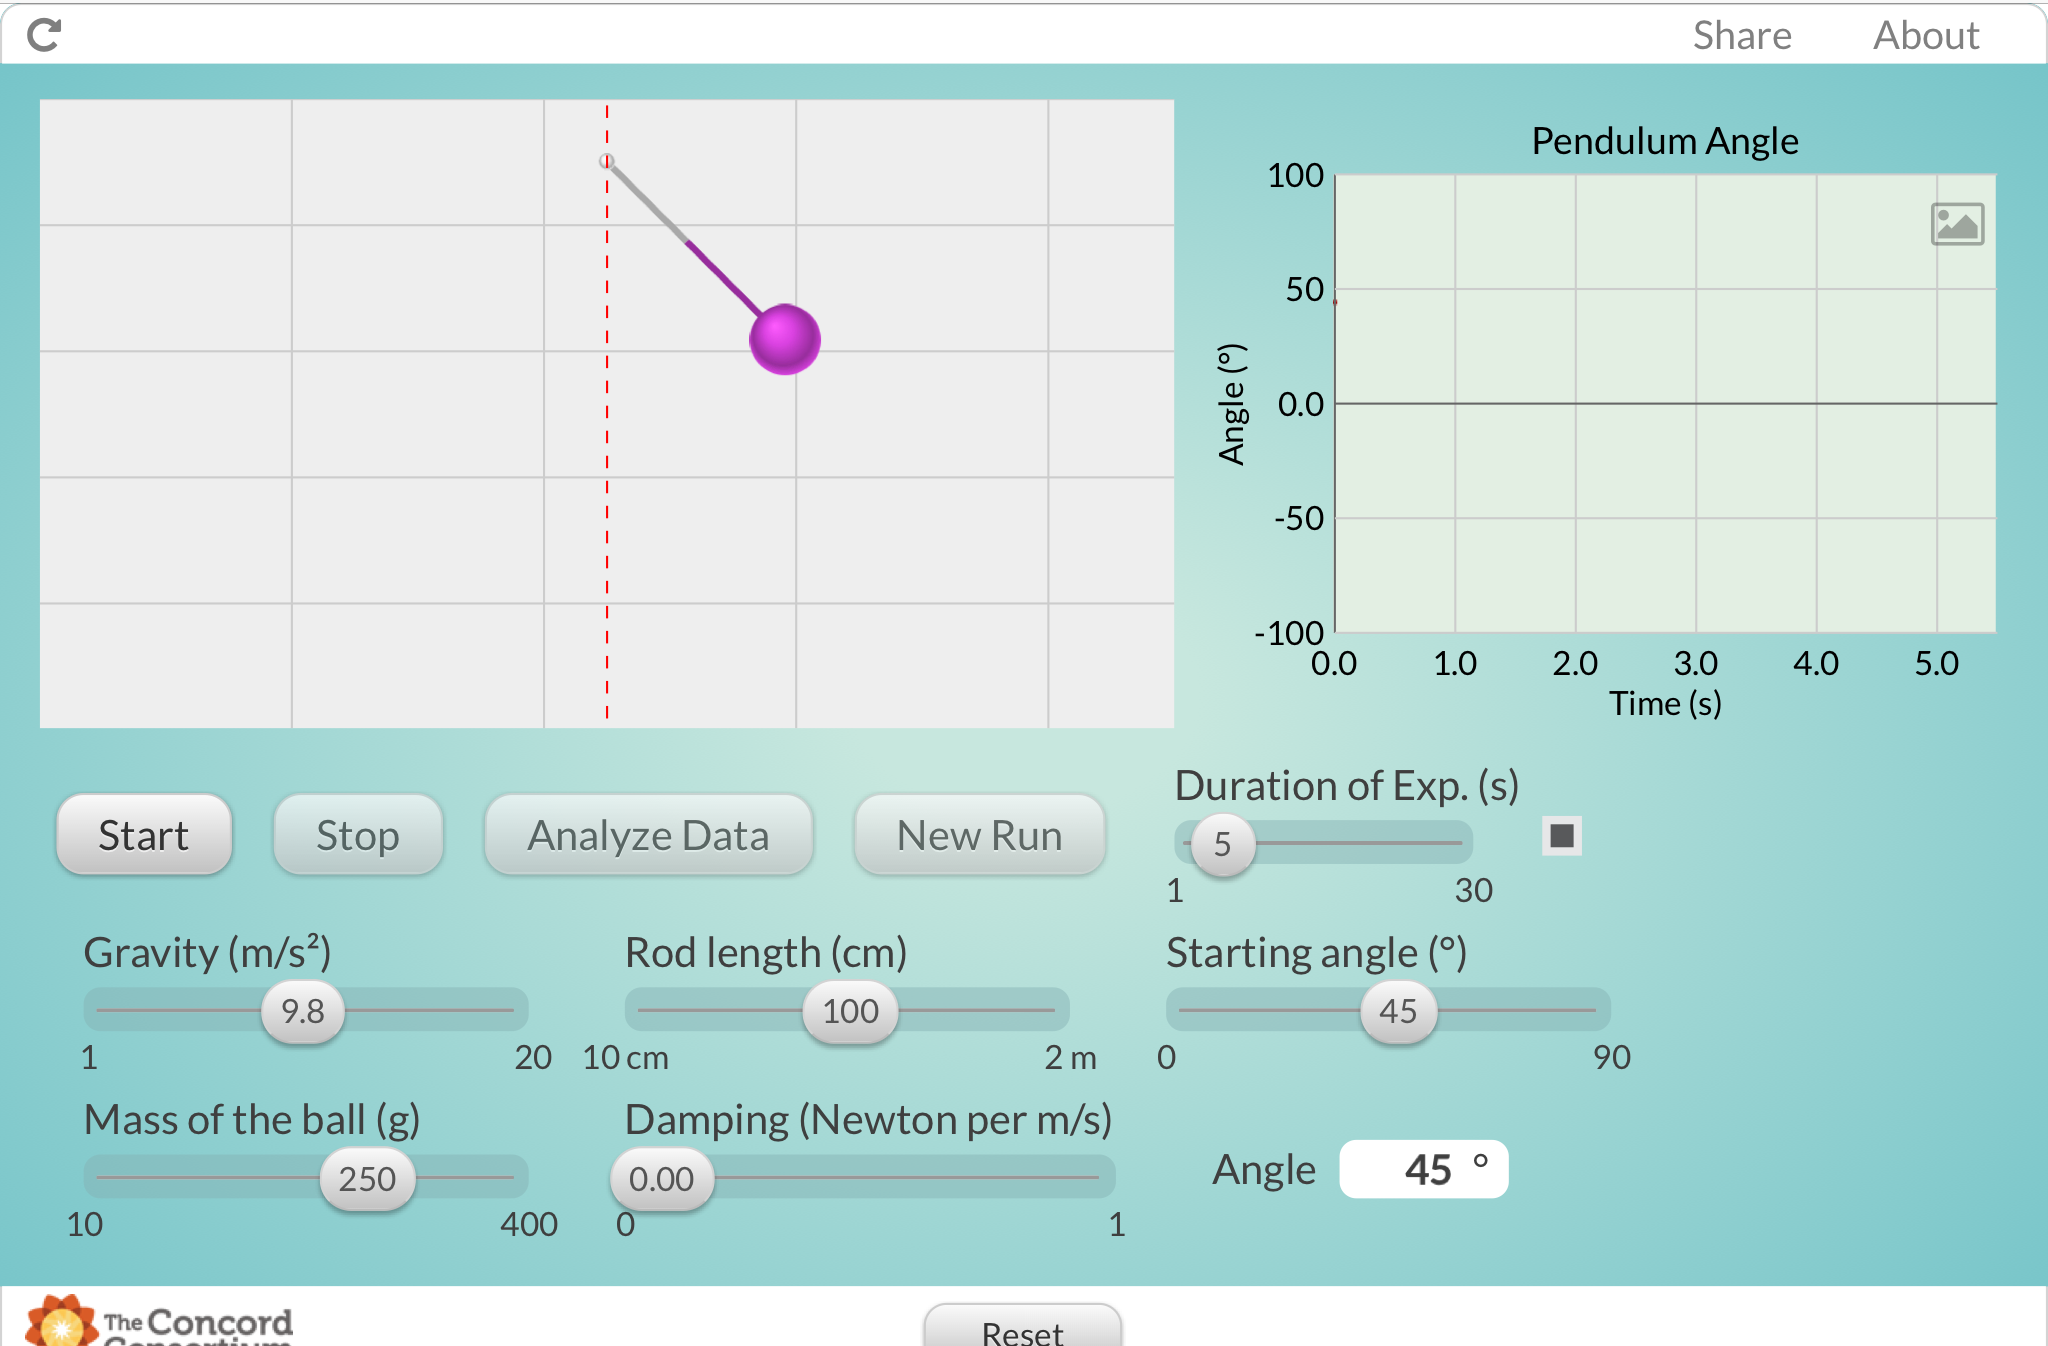 Share About
Pendulum Angle
100
50
0.0
-50
-100
Angle (°)
0.0 1.0 2.0 3.0 4.0 5.0
Time (s)
Start Stop Analyze Data New Run
Duration of Exp. (s)
5
1 30
Gravity (m/s²)
9.8
1 20
Rod length (cm)
100
10 cm 2 m
Starting angle (°)
45
0 90
Mass of the ball (g)
250
10 400
Damping (Newton per m/s)
0.00
0 1
Angle 45 °
The Concord
Consortium
Reset